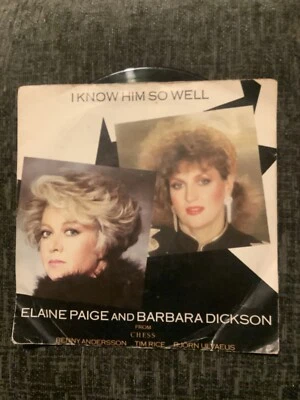 I KNOW HIM SO WELL
ELAINE PAIGE AND BARBARA DICKSON
FROM
CHESS
BENNY ANDERSSON TIM RICE BJORN ULVAEUS